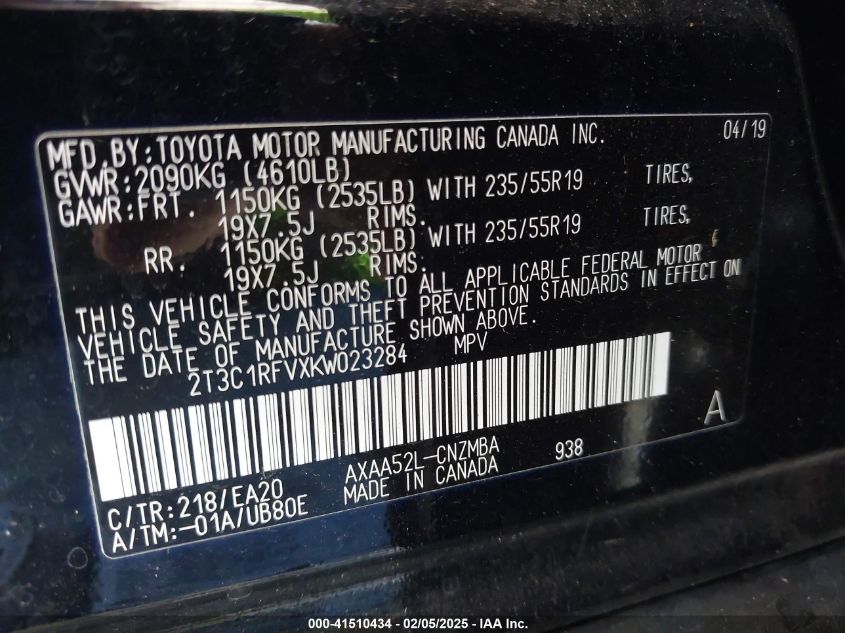 MFD.BY:TOYOTA MOTOR MANUFACTURING CANADA INC. 04/19
GVWR:2090KG (4610LB)
GAWR:FRT. 1150KG (2535LB) WITH 235/55R19 TIRES,
19X7.5J RIMS.
RR. 1150KG (2535LB) WITH 235/55R19 TIRES,
19X7.5J RIMS.
THIS VEHICLE CONFORMS TO ALL APPLICABLE FEDERAL MOTOR
VEHICLE SAFETY AND THEFT PREVENTION STANDARDS IN EFFECT ON
THE DATE OF MANUFACTURE SHOWN ABOVE.
2T3C1RFVXKW023284 MPV
A
C/TR:218/EA20 AXAA52L-CNZMBA 938
A/TM:-01A/UB80E MADE IN CANADA
000-41510434 - 02/05/2025 - IAA Inc.